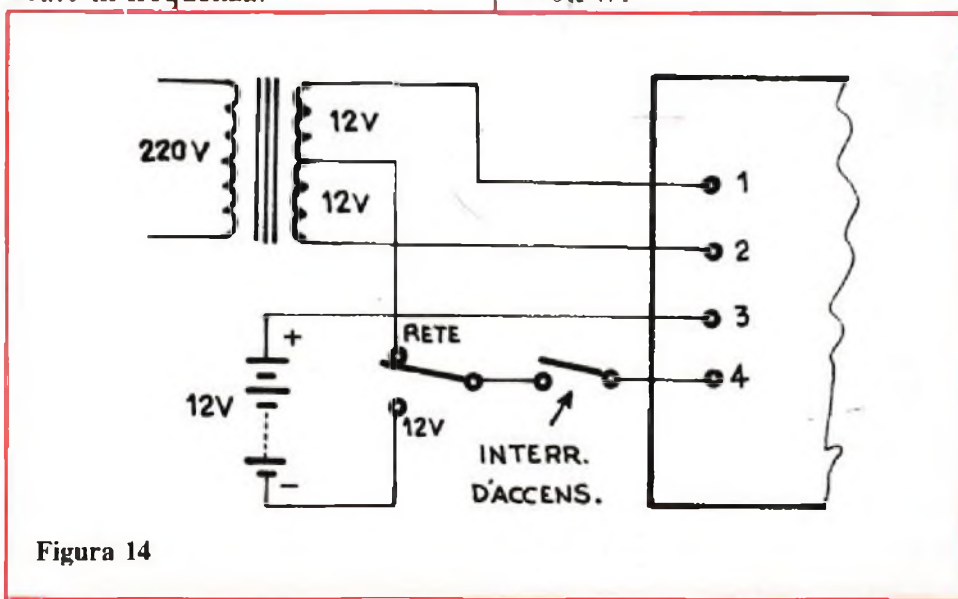 12V
220V
12V
1
2
3
4
+
RETE
12V
12V
−
INTERR.
D'ACCENS.
Figura 14